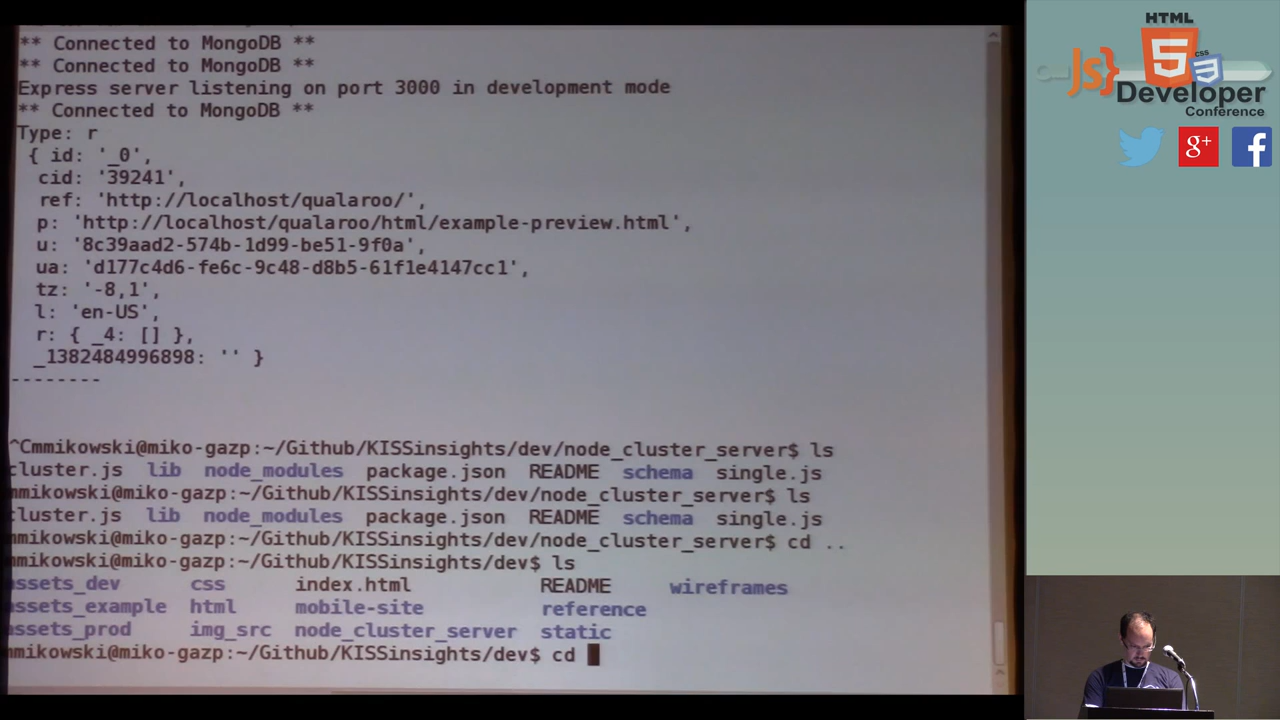 ** Connected to MongoDB **
** Connected to MongoDB **
Express server listening on port 3000 in development mode
** Connected to MongoDB **
Type: r
{ id: '_0',
cid: '39241',
ref: 'http://localhost/qualaroo/',
p: 'http://localhost/qualaroo/html/example-preview.html',
u: '8c39aad2-574b-1d99-be51-9f0a',
ua: 'd177c4d6-fe6c-9c48-d8b5-61f1e4147cc1',
tz: '-8,1',
l: 'en-US',
r: { _4: [] },
_1382484996898: '' }
--------
^Cmmikowski@miko-gazp:~/Github/KISSinsights/dev/node_cluster_server$ ls
cluster.js lib node_modules package.json README schema single.js
mmikowski@miko-gazp:~/Github/KISSinsights/dev/node_cluster_server$ ls
cluster.js lib node_modules package.json README schema single.js
mmikowski@miko-gazp:~/Github/KISSinsights/dev/node_cluster_server$ cd ..
mmikowski@miko-gazp:~/Github/KISSinsights/dev$ ls
assets_dev css index.html README wireframes
assets_example html mobile-site reference
assets_prod img_src node_cluster_server static
mmikowski@miko-gazp:~/Github/KISSinsights/dev$ cd
HTML
5
JS}
css
3
Developer
Conference
g+
f